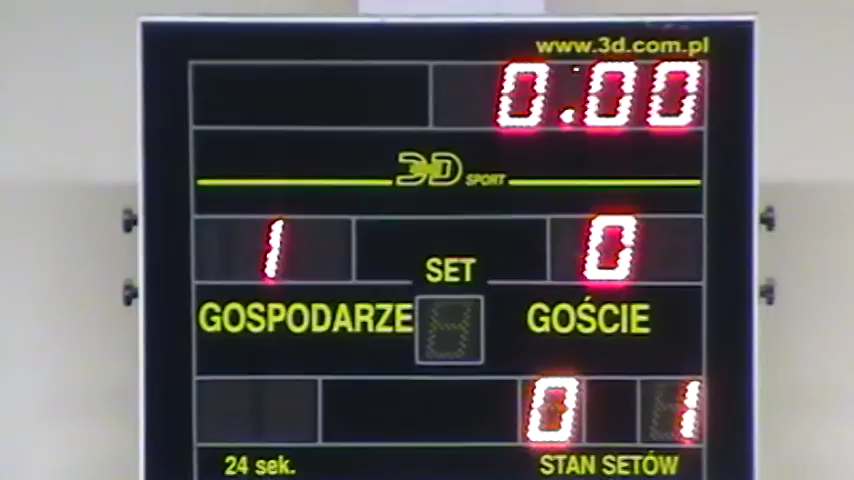 www.3d.com.pl
0.00
3D SPORT
1 0
SET
GOSPODARZE GOŚCIE
0 1
24 sek. STAN SETÓW